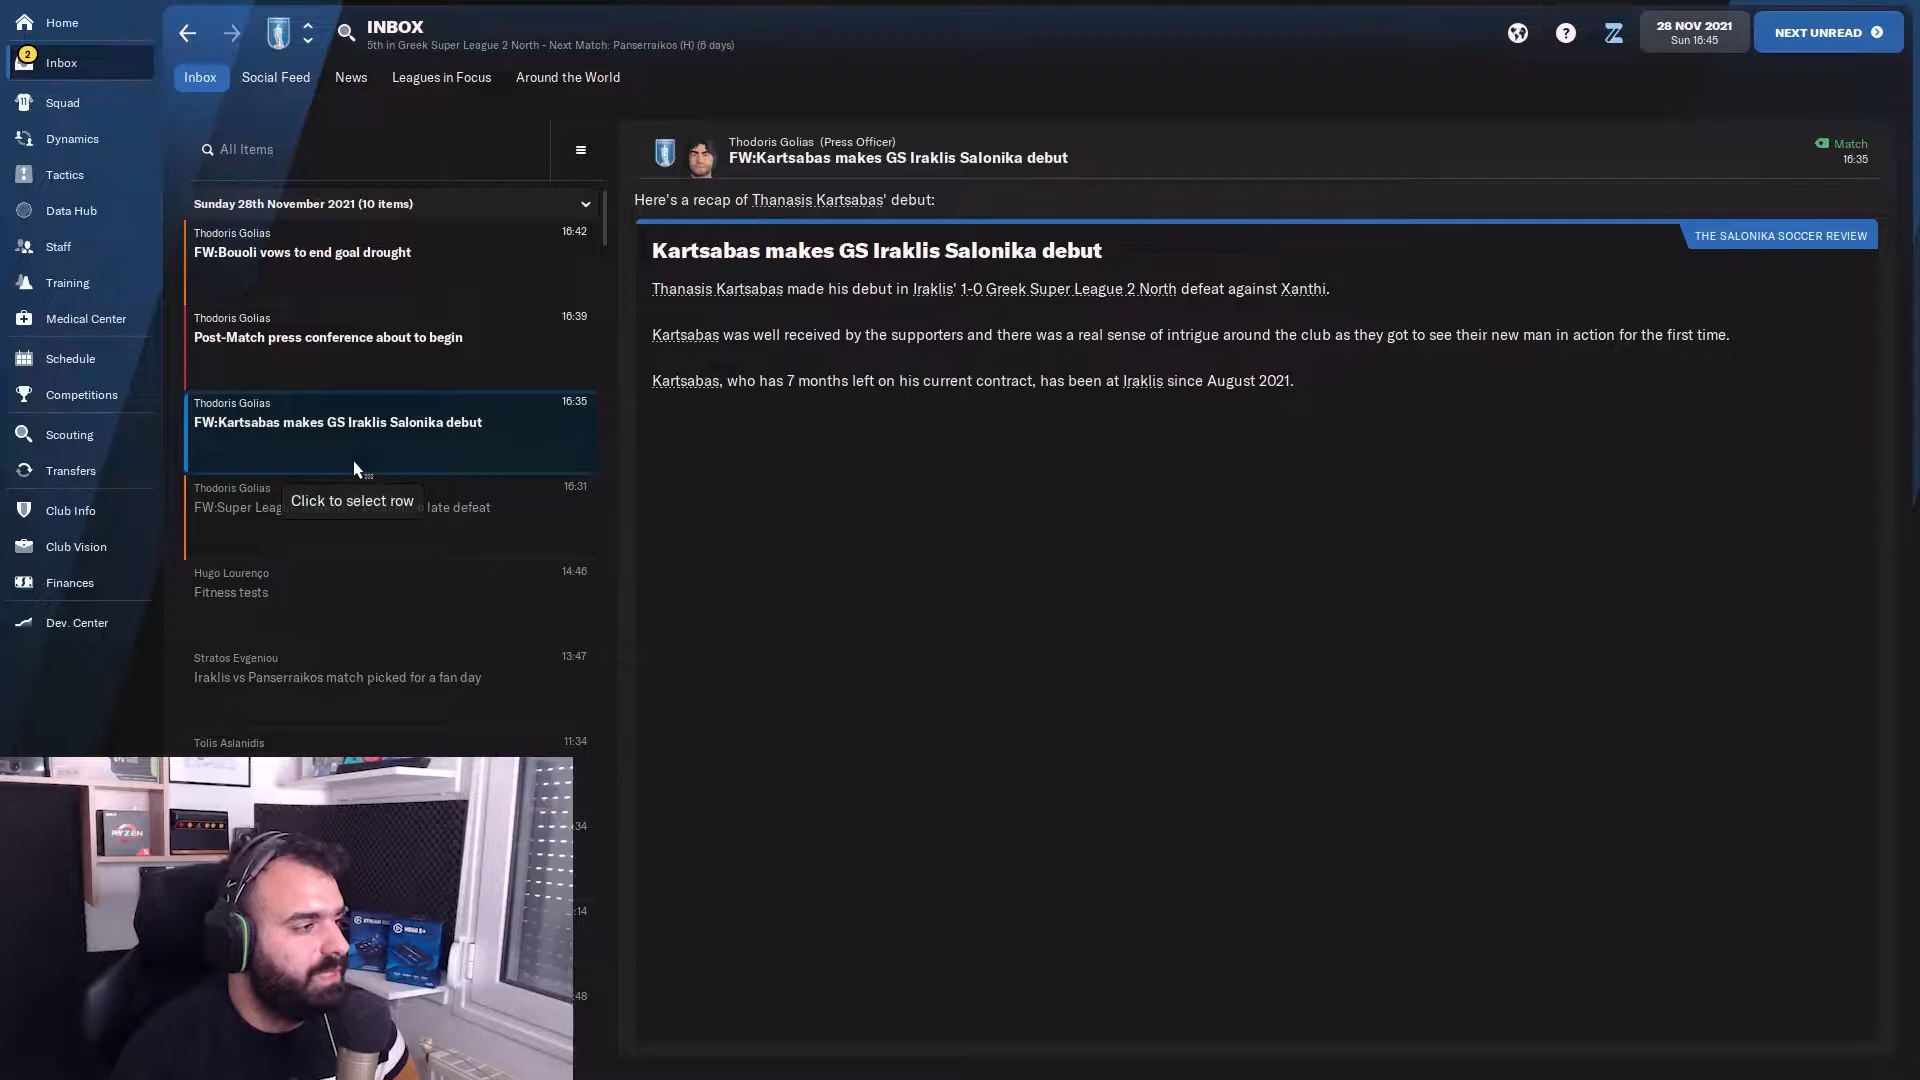 Home
2
Inbox
Squad
Dynamics
Tactics
Data Hub
Staff
Training
Medical Center
Schedule
Competitions
Scouting
Transfers
Club Info
Club Vision
Finances
Dev. Center
INBOX
5th in Greek Super League 2 North - Next Match: Panserraikos (H) (6 days)
28 NOV 2021
Sun 16:45
NEXT UNREAD
Inbox Social Feed News Leagues in Focus Around the World
All Items
Sunday 28th November 2021 (10 items)
Thodoris Golias 16:42
FW:Bouoli vows to end goal drought
Thodoris Golias 16:39
Post-Match press conference about to begin
Thodoris Golias 16:35
FW:Kartsabas makes GS Iraklis Salonika debut
Thodoris Golias 16:31
FW:Super Leag late defeat
Click to select row
Hugo Lourenço 14:46
Fitness tests
Stratos Evgeniou 13:47
Iraklis vs Panserraikos match picked for a fan day
Tolis Aslanidis 11:34
:34
:14
:48
Thodoris Golias (Press Officer)
FW:Kartsabas makes GS Iraklis Salonika debut
Match
16:35
Here's a recap of Thanasis Kartsabas' debut:
THE SALONIKA SOCCER REVIEW
Kartsabas makes GS Iraklis Salonika debut
Thanasis Kartsabas made his debut in Iraklis' 1-0 Greek Super League 2 North defeat against Xanthi.
Kartsabas was well received by the supporters and there was a real sense of intrigue around the club as they got to see their new man in action for the first time.
Kartsabas, who has 7 months left on his current contract, has been at Iraklis since August 2021.
RYZEN
STREAM
HD60 S+